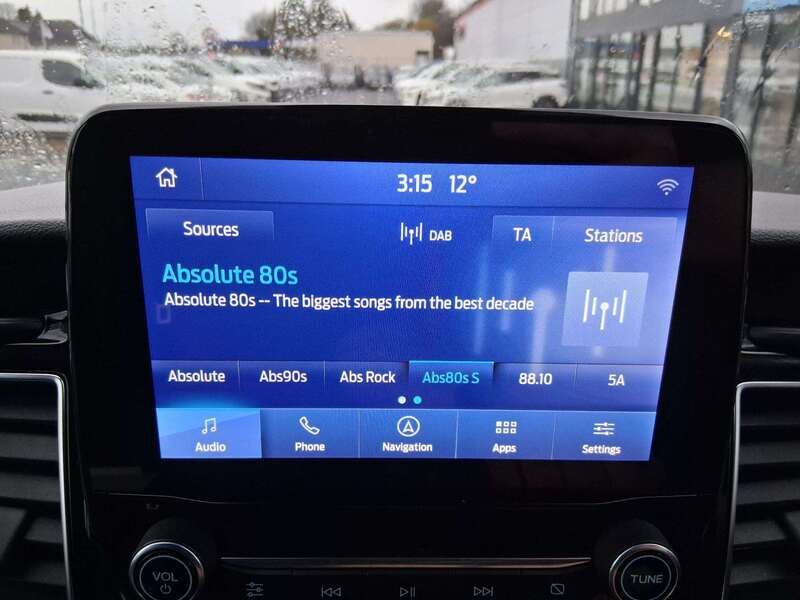 3:15 12°
Sources DAB TA Stations
Absolute 80s
Absolute 80s -- The biggest songs from the best decade
Absolute Abs90s Abs Rock Abs80s S 88.10 5A
Audio Phone Navigation Apps Settings
VOL TUNE